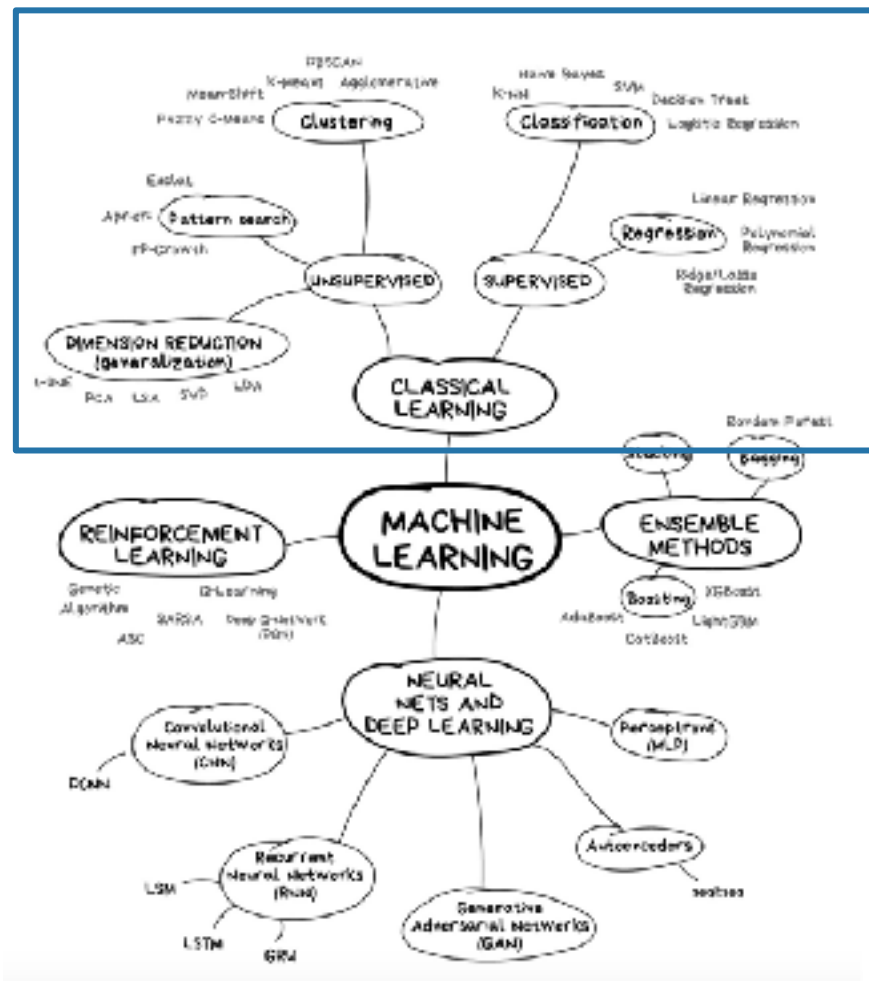 DBSCAN
K-Means Agglomerative
Mean-Shift
Fuzzy C-Means
Clustering
Naive Bayes
K-NN
SVM
Decision Trees
Logistic Regression
Classification
Eclat
Apriori
Pattern search
FP-Growth
Linear Regression
Regression
Polynomial
Regression
Ridge/Lasso
Regression
UNSUPERVISED
SUPERVISED
DIMENSION REDUCTION
(generalization)
t-SNE
PCA
LSA
SVD
LDA
CLASSICAL
LEARNING
Random Forest
Stacking
Bagging
MACHINE
LEARNING
REINFORCEMENT
LEARNING
ENSEMBLE
METHODS
Genetic
Algorithm
Q-Learning
SARSA
Deep Q-Network
(DQN)
A3C
Boosting
XGBoost
AdaBoost
LightGBM
CatBoost
NEURAL
NETS AND
DEEP LEARNING
Convolutional
Neural Networks
(CNN)
DCNN
Perceptrons
(MLP)
Autoencoders
seq2seq
Recurrent
Neural Networks
(RNN)
LSM
LSTM
GRU
Generative
Adversarial Networks
(GAN)